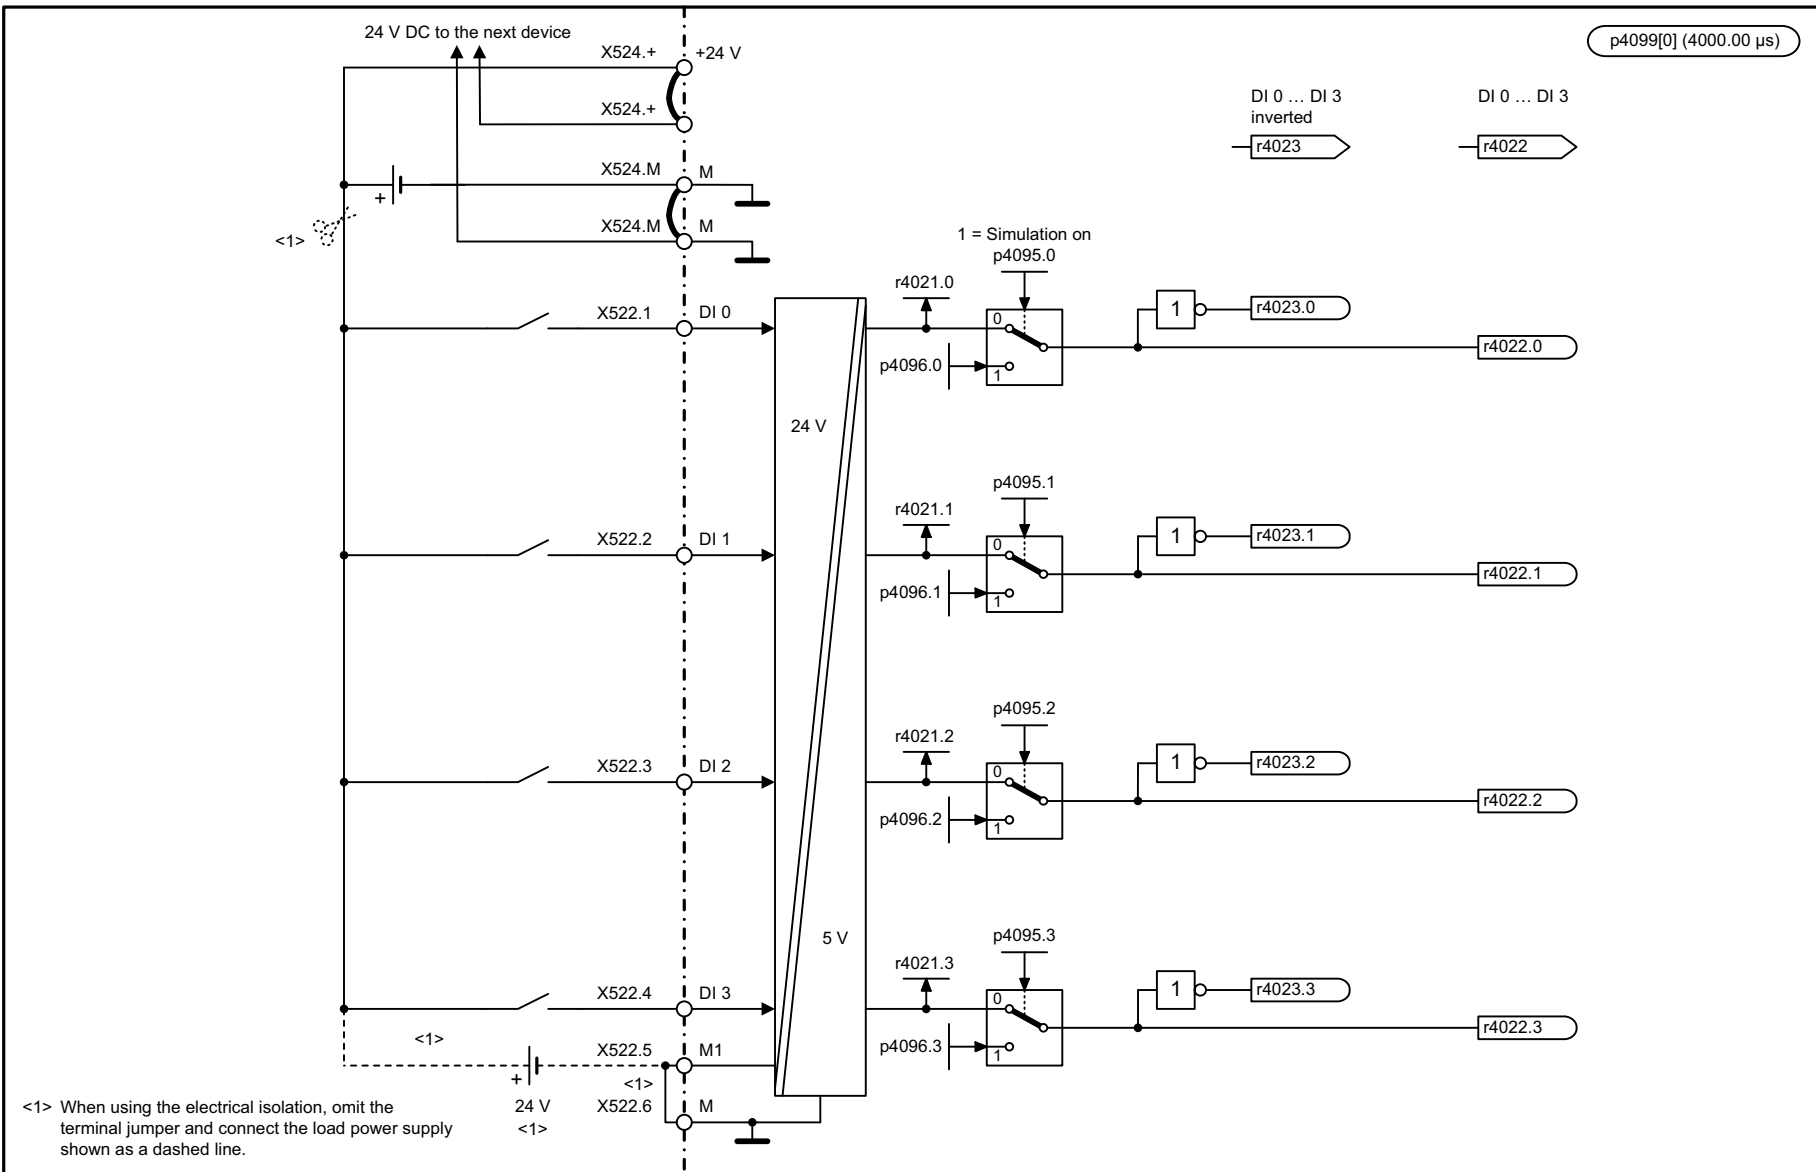 24 V DC to the next device
X524.+
+24 V
p4099[0] (4000.00 µs)
X524.+
DI 0 … DI 3
inverted
DI 0 … DI 3
r4023
r4022
X524.M
M
+
<1>
X524.M
M
1 = Simulation on
p4095.0
r4021.0
X522.1
DI 0
0
1
r4023.0
r4022.0
p4096.0
1
24 V
p4095.1
r4021.1
X522.2
DI 1
0
1
r4023.1
r4022.1
p4096.1
1
p4095.2
r4021.2
X522.3
DI 2
0
1
r4023.2
r4022.2
p4096.2
1
5 V
p4095.3
r4021.3
X522.4
DI 3
0
1
r4023.3
r4022.3
<1>
p4096.3
1
X522.5
M1
+
<1>
24 V
<1>
X522.6
M
<1> When using the electrical isolation, omit the
terminal jumper and connect the load power supply
shown as a dashed line.